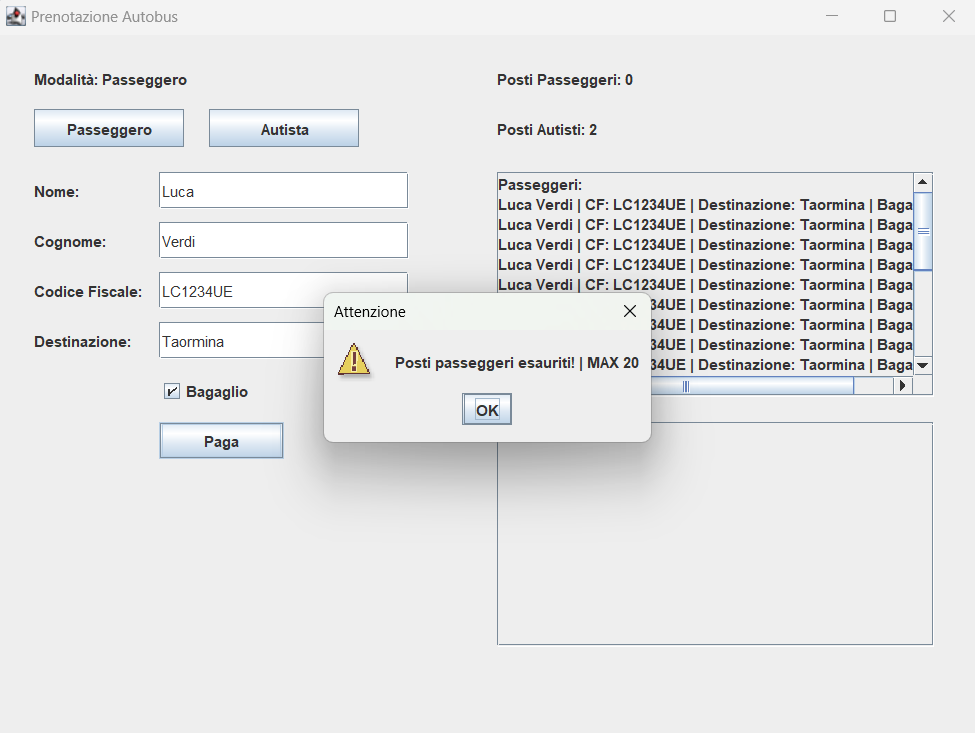 Prenotazione Autobus
Modalità: Passeggero
Passeggero
Autista
Nome:
Luca
Cognome:
Verdi
Codice Fiscale:
LC1234UE
Destinazione:
Taormina
Bagaglio
Paga
Posti Passeggeri: 0
Posti Autisti: 2
Passeggeri:
Luca Verdi | CF: LC1234UE | Destinazione: Taormina | Baga
Luca Verdi | CF: LC1234UE | Destinazione: Taormina | Baga
Luca Verdi | CF: LC1234UE | Destinazione: Taormina | Baga
Luca Verdi | CF: LC1234UE | Destinazione: Taormina | Baga
Luca Verdi | CF: LC1234UE | Destinazione: Taormina | Baga
34UE | Destinazione: Taormina | Baga
34UE | Destinazione: Taormina | Baga
34UE | Destinazione: Taormina | Baga
34UE | Destinazione: Taormina | Baga
Attenzione
Posti passeggeri esauriti! | MAX 20
OK